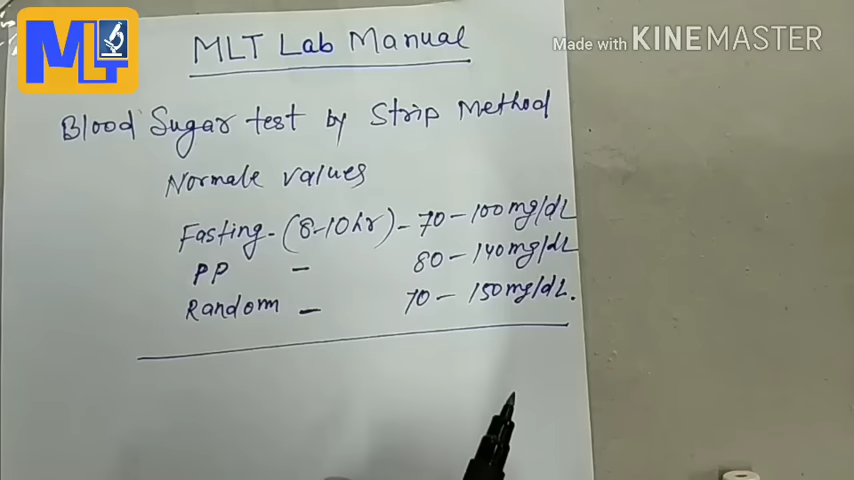 MLT
MLT Lab Manual
Made with KINEMASTER
Blood Sugar test by Strip Method
Normale values
Fasting - (8-10hr) - 70 - 100mg/dL
PP - 80 - 140mg/dL
Random - 70 - 150mg/dL.